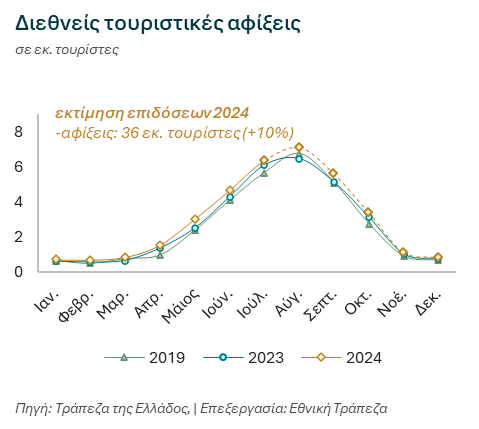 Διεθνείς τουριστικές αφίξεις
σε εκ. τουρίστες
εκτίμηση επιδόσεων 2024
-αφίξεις: 36 εκ. τουρίστες (+10%)
8
6
4
2
0
Ιαν.
Φεβρ.
Μαρ.
Απρ.
Μάιος
Ιούν.
Ιούλ.
Αύγ.
Σεπτ.
Οκτ.
Νοέ.
Δεκ.
2019
2023
2024
Πηγή: Τράπεζα της Ελλάδος, | Επεξεργασία: Εθνική Τράπεζα